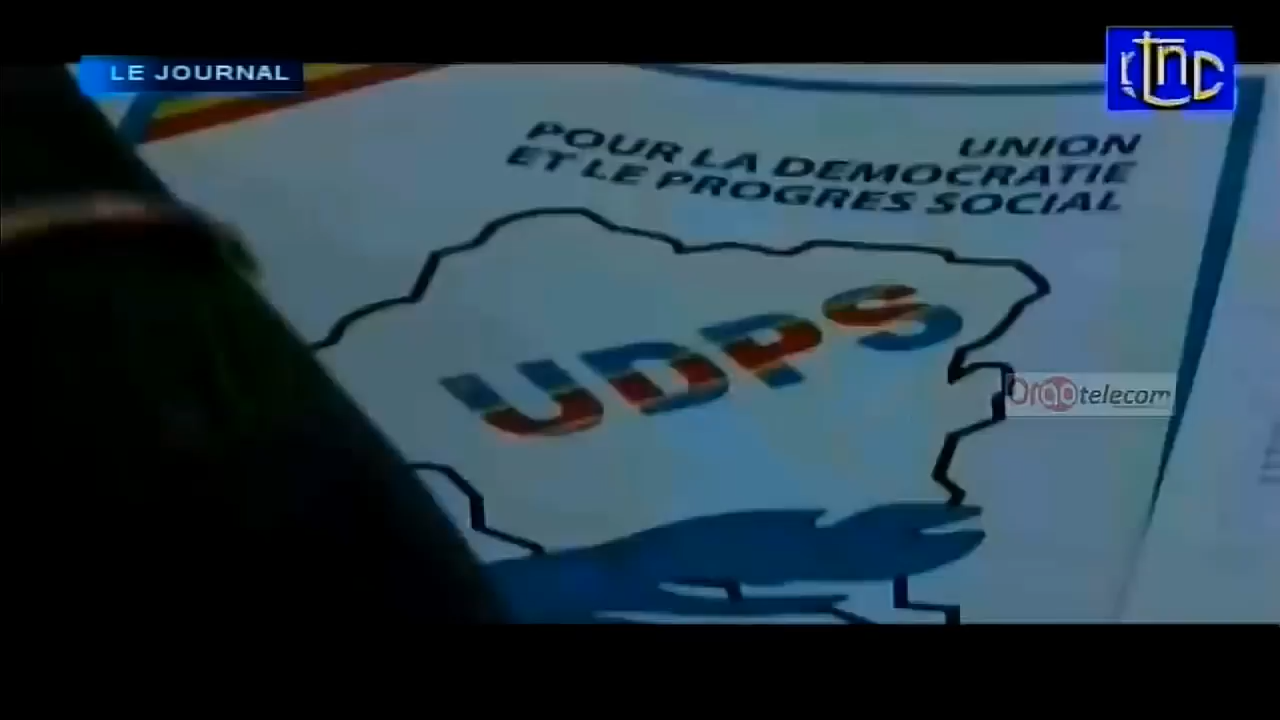 LE JOURNAL
rtnc
UNION
POUR LA DEMOCRATIE
ET LE PROGRES SOCIAL
UDPS
telecom